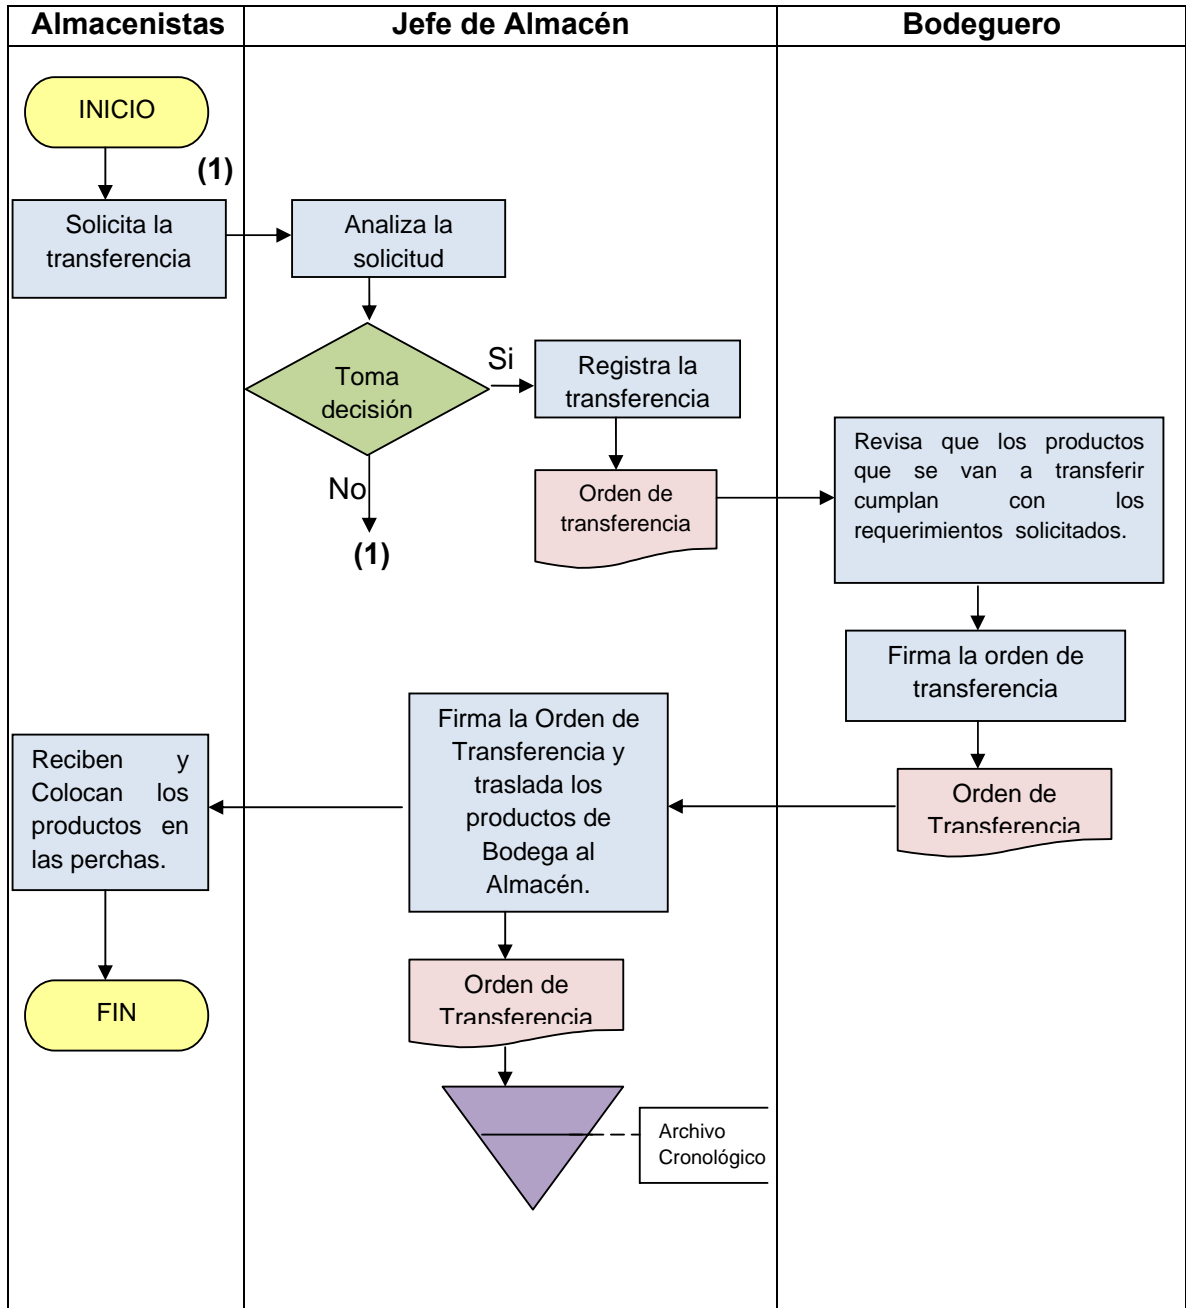 Almacenistas
Jefe de Almacén
Bodeguero
INICIO
(1)
Solicita la
transferencia
Analiza la
solicitud
Toma
decisión
Si
Registra la
transferencia
No
(1)
Orden de
transferencia
Revisa que los productos
que se van a transferir
cumplan con los
requerimientos solicitados.
Firma la orden de
transferencia
Orden de
Transferencia
Firma la Orden de
Transferencia y
traslada los
productos de
Bodega al
Almacén.
Reciben y
Colocan los
productos en
las perchas.
FIN
Orden de
Transferencia
Archivo
Cronológico